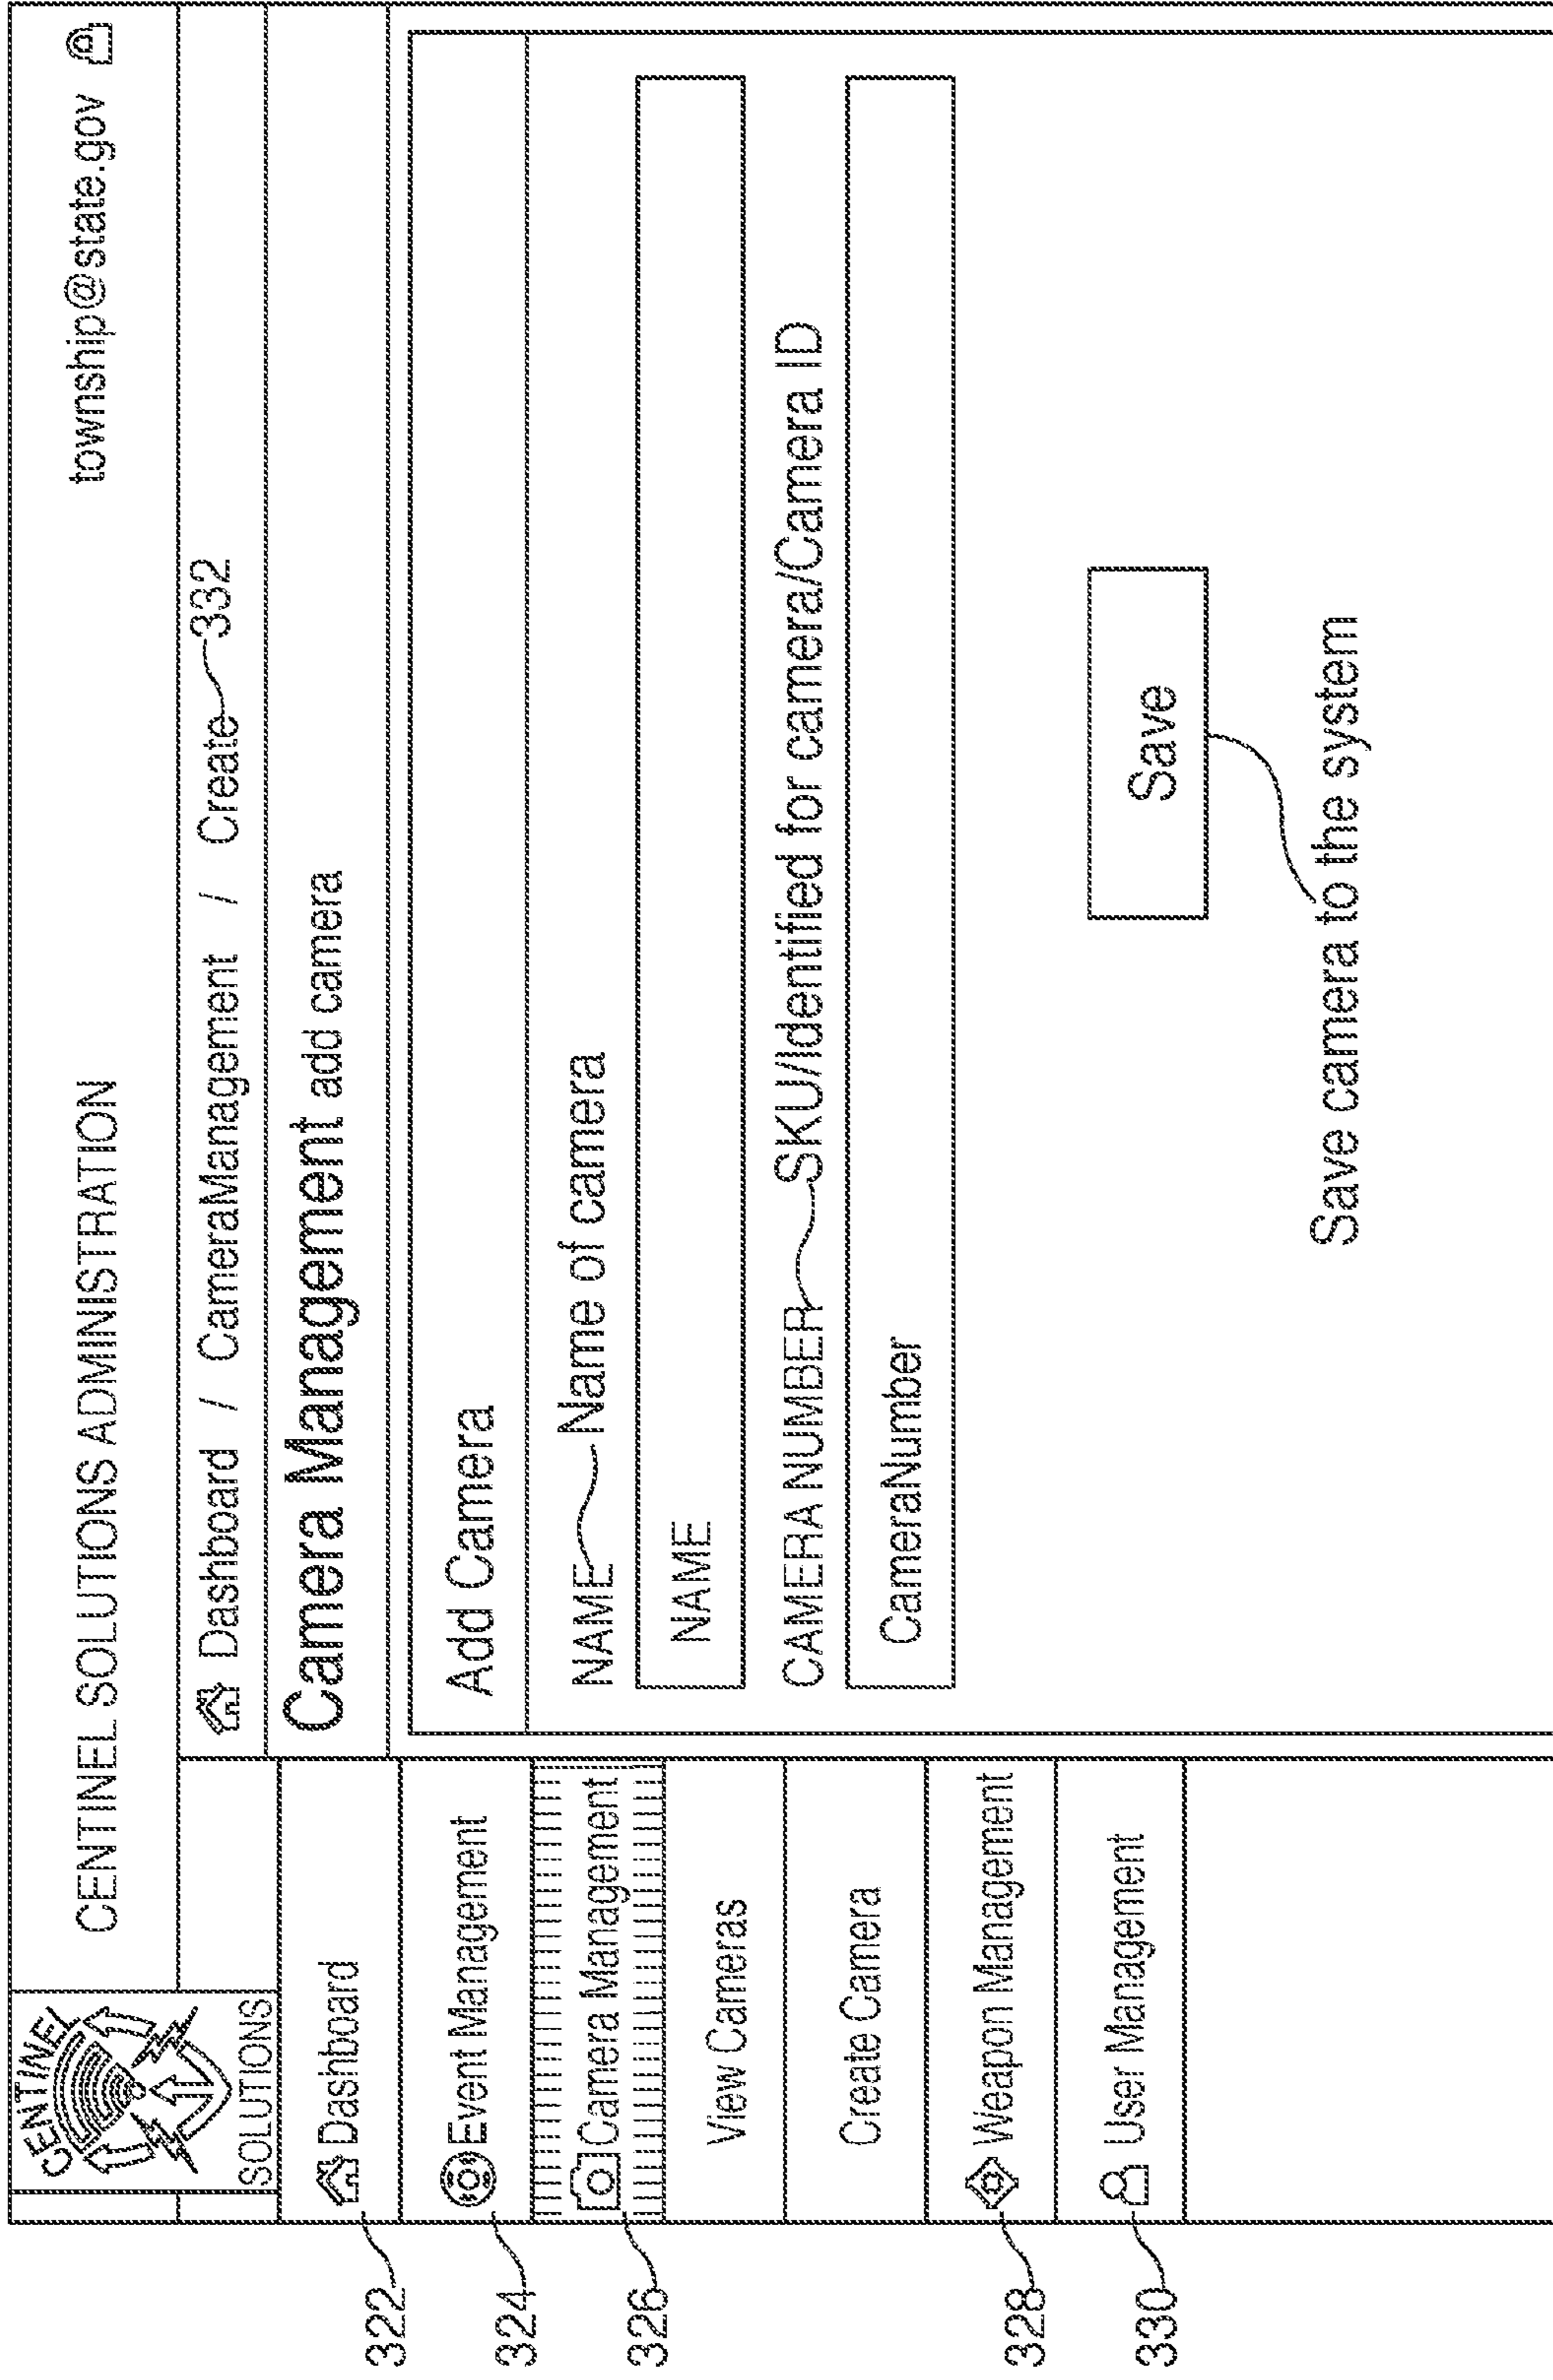 CENTINEL
SOLUTIONS
CENTINEL SOLUTIONS ADMINISTRATION
township@state.gov
Dashboard / CameraManagement / Create 332
Camera Management add camera
322 Dashboard
324 Event Management
326 Camera Management
View Cameras
Create Camera
328 Weapon Management
330 User Management
Add Camera
NAME Name of camera
NAME
CAMERA NUMBER SKU/Identified for camera/Camera ID
CameraNumber
Save
Save camera to the system